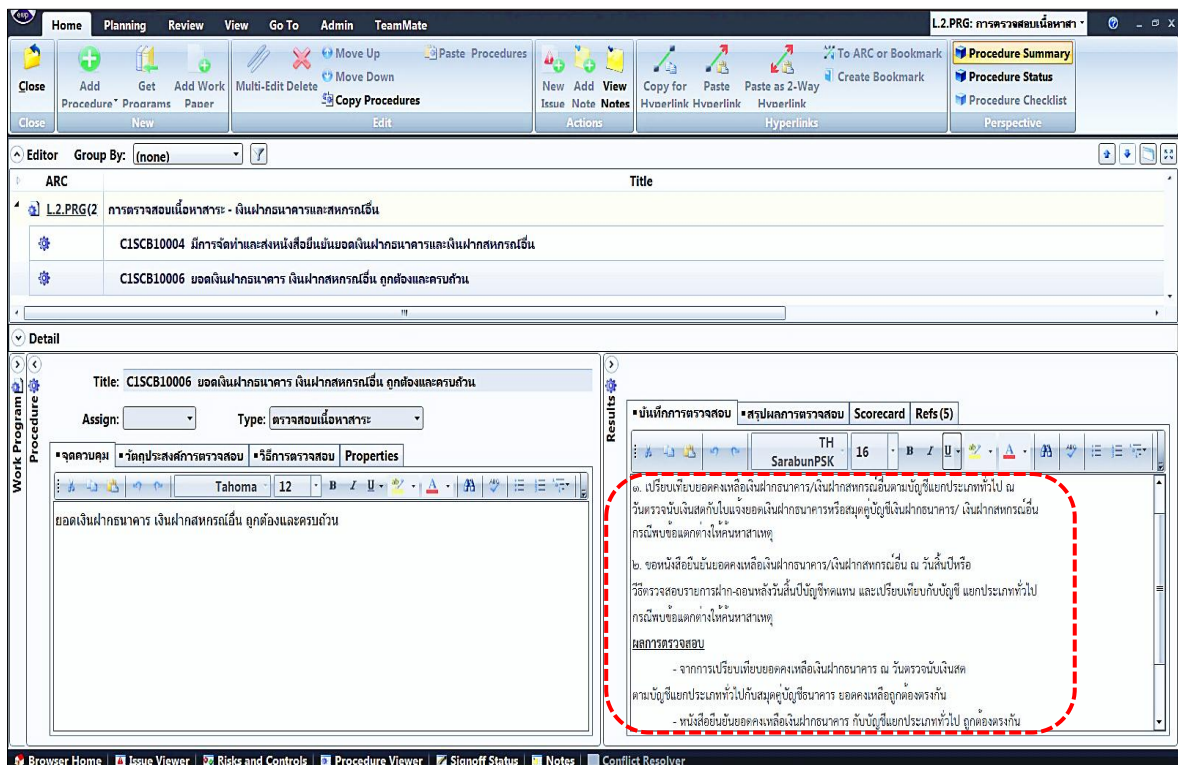 ewp Home Planning Review View Go To Admin TeamMate L.2.PRG: การตรวจสอบเนื้อหาสา
Move Up Paste Procedures To ARC or Bookmark Procedure Summary
Close Add Get Add Work Multi-Edit Delete Move Down New Add View Copy for Paste Paste as 2-Way Create Bookmark Procedure Status
Procedure Programs Paper Copy Procedures Issue Note Notes Hyperlink Hyperlink Hyperlink Procedure Checklist
Close New Edit Actions Hyperlinks Perspective
Editor Group By: (none)
ARC Title
L.2.PRG(2 การตรวจสอบเนื้อหาสาระ - เงินฝากธนาคารและสหกรณ์อื่น
C1SCB10004 มีการจัดทำและส่งหนังสือยืนยันยอดเงินฝากธนาคารและเงินฝากสหกรณ์อื่น
C1SCB10006 ยอดเงินฝากธนาคาร เงินฝากสหกรณ์อื่น ถูกต้องและครบถ้วน
Detail
Work Program
Procedure
Title: C1SCB10006 ยอดเงินฝากธนาคาร เงินฝากสหกรณ์อื่น ถูกต้องและครบถ้วน
Assign: Type: ตรวจสอบเนื้อหาสาระ
จุดควบคุม วัตถุประสงค์การตรวจสอบ วิธีการตรวจสอบ Properties
Tahoma 12 B I U A
ยอดเงินฝากธนาคาร เงินฝากสหกรณ์อื่น ถูกต้องและครบถ้วน
Results
บันทึกการตรวจสอบ สรุปผลการตรวจสอบ Scorecard Refs (5)
TH SarabunPSK 16 B I U A
๑. เปรียบเทียบยอดคงเหลือเงินฝากธนาคาร/เงินฝากสหกรณ์อื่นตามบัญชีแยกประเภททั่วไป ณ
วันตรวจนับเงินสดกับใบแจ้งยอดเงินฝากธนาคารหรือสมุดคู่บัญชีเงินฝากธนาคาร/ เงินฝากสหกรณ์อื่น
กรณีพบข้อแตกต่างให้ค้นหาสาเหตุ
๒. ขอหนังสือยืนยันยอดคงเหลือเงินฝากธนาคาร/เงินฝากสหกรณ์อื่น ณ วันสิ้นปีหรือ
วิธีตรวจสอบรายการฝาก-ถอนหลังวันสิ้นปีบัญชีทดแทน และเปรียบเทียบกับบัญชี แยกประเภททั่วไป
กรณีพบข้อแตกต่างให้ค้นหาสาเหตุ
ผลการตรวจสอบ
- จากการเปรียบเทียบยอดคงเหลือเงินฝากธนาคาร ณ วันตรวจนับเงินสด
ตามบัญชีแยกประเภททั่วไปกับสมุดคู่บัญชีธนาคาร ยอดคงเหลือถูกต้องตรงกัน
- หนังสือยืนยันยอดคงเหลือเงินฝากธนาคาร กับบัญชีแยกประเภททั่วไป ถูกต้องตรงกัน
Browser Home Issue Viewer Risks and Controls Procedure Viewer Signoff Status Notes Conflict Resolver